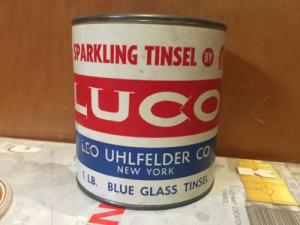 SPARKLING TINSEL BY
LUCO
LEO UHLFELDER CO
NEW YORK
1 LB. BLUE GLASS TINSEL